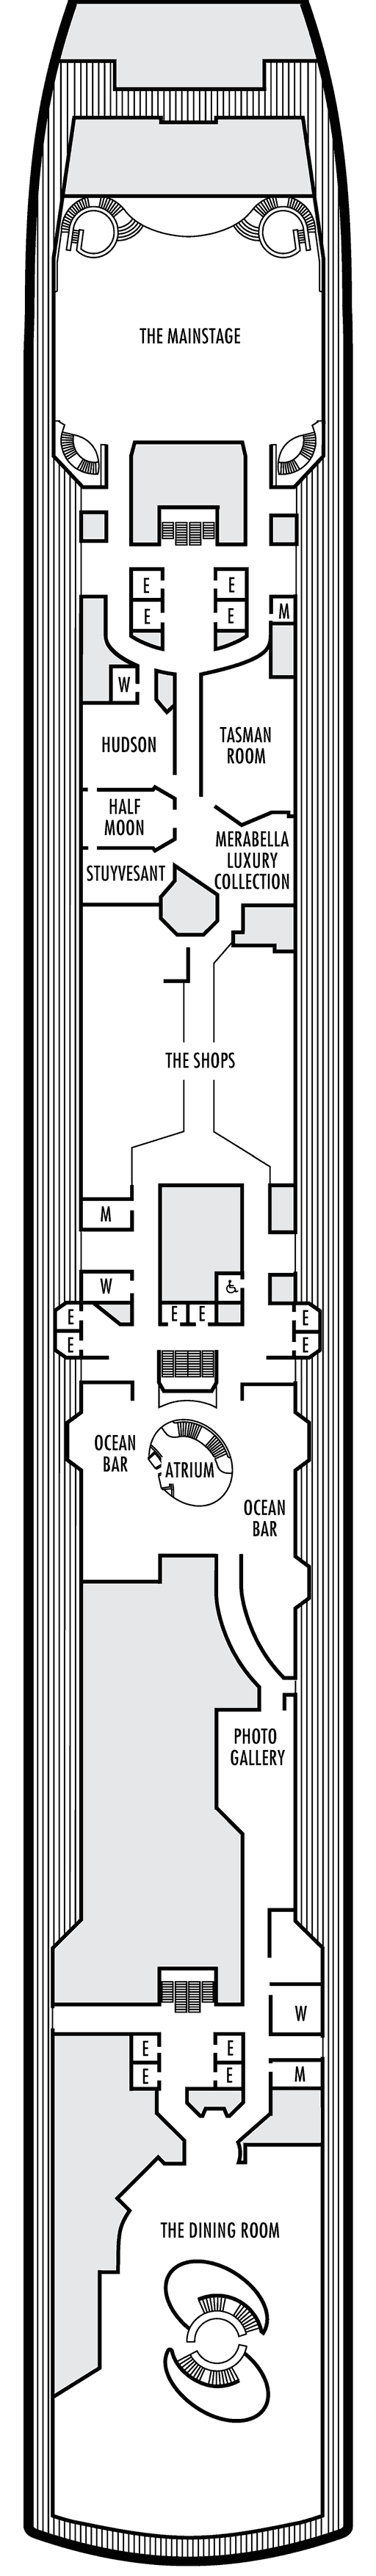 THE MAINSTAGE
E
E
E
E
M
W
HUDSON
TASMAN
ROOM
HALF
MOON
MERABELLA
LUXURY
COLLECTION
STUYVESANT
THE SHOPS
M
W
E
E
E
E
E
E
OCEAN
BAR
ATRIUM
OCEAN
BAR
PHOTO
GALLERY
W
E
E
E
E
M
THE DINING ROOM